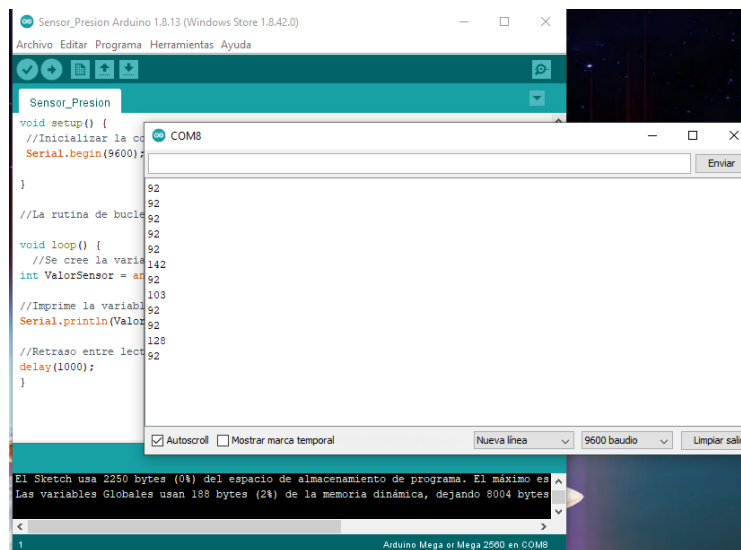 Sensor_Presion Arduino 1.8.13 (Windows Store 1.8.42.0)
Archivo Editar Programa Herramientas Ayuda
Sensor_Presion
void setup() {
//Inicializar la co
Serial.begin(9600);
}
//La rutina de bucle
void loop() {
//Se cree la varia
int ValorSensor = an
//Imprime la variabl
Serial.println(Valor
//Retraso entre lect
delay(1000);
}
COM8
Enviar
92
92
92
92
92
142
92
103
92
92
128
92
Autoscroll Mostrar marca temporal Nueva línea 9600 baudio Limpiar sali
El Sketch usa 2250 bytes (0%) del espacio de almacenamiento de programa. El máximo es
Las variables Globales usan 188 bytes (2%) de la memoria dinámica, dejando 8004 bytes
1 Arduino Mega or Mega 2560 en COM8